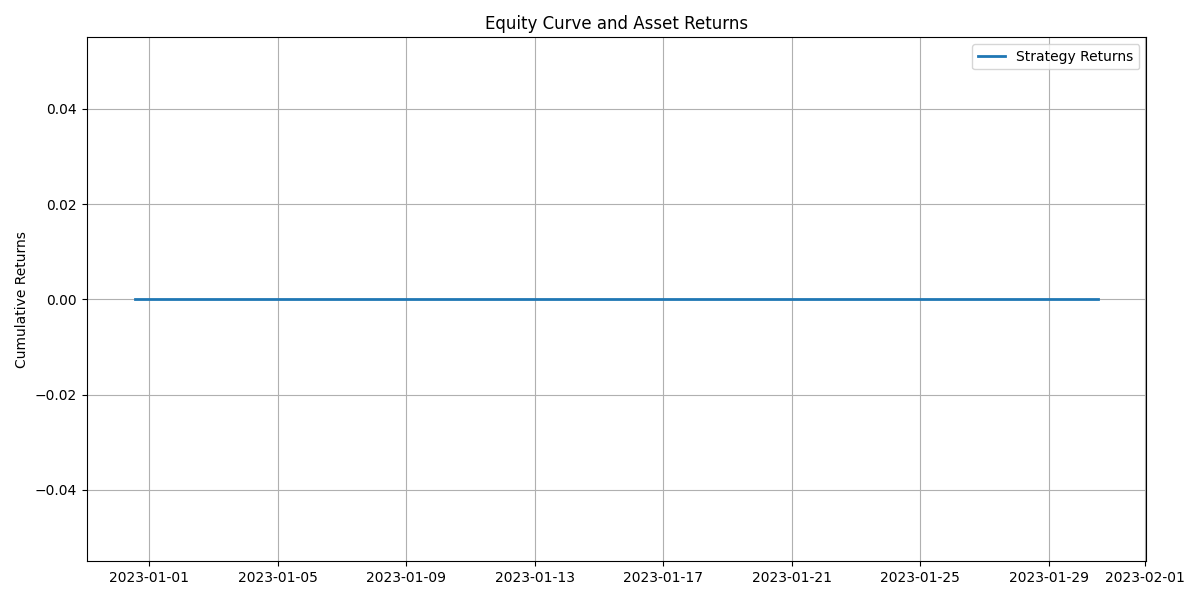 Equity Curve and Asset Returns
Strategy Returns
0.04
0.02
0.00
−0.02
−0.04
Cumulative Returns
2023-01-01 2023-01-05 2023-01-09 2023-01-13 2023-01-17 2023-01-21 2023-01-25 2023-01-29 2023-02-01